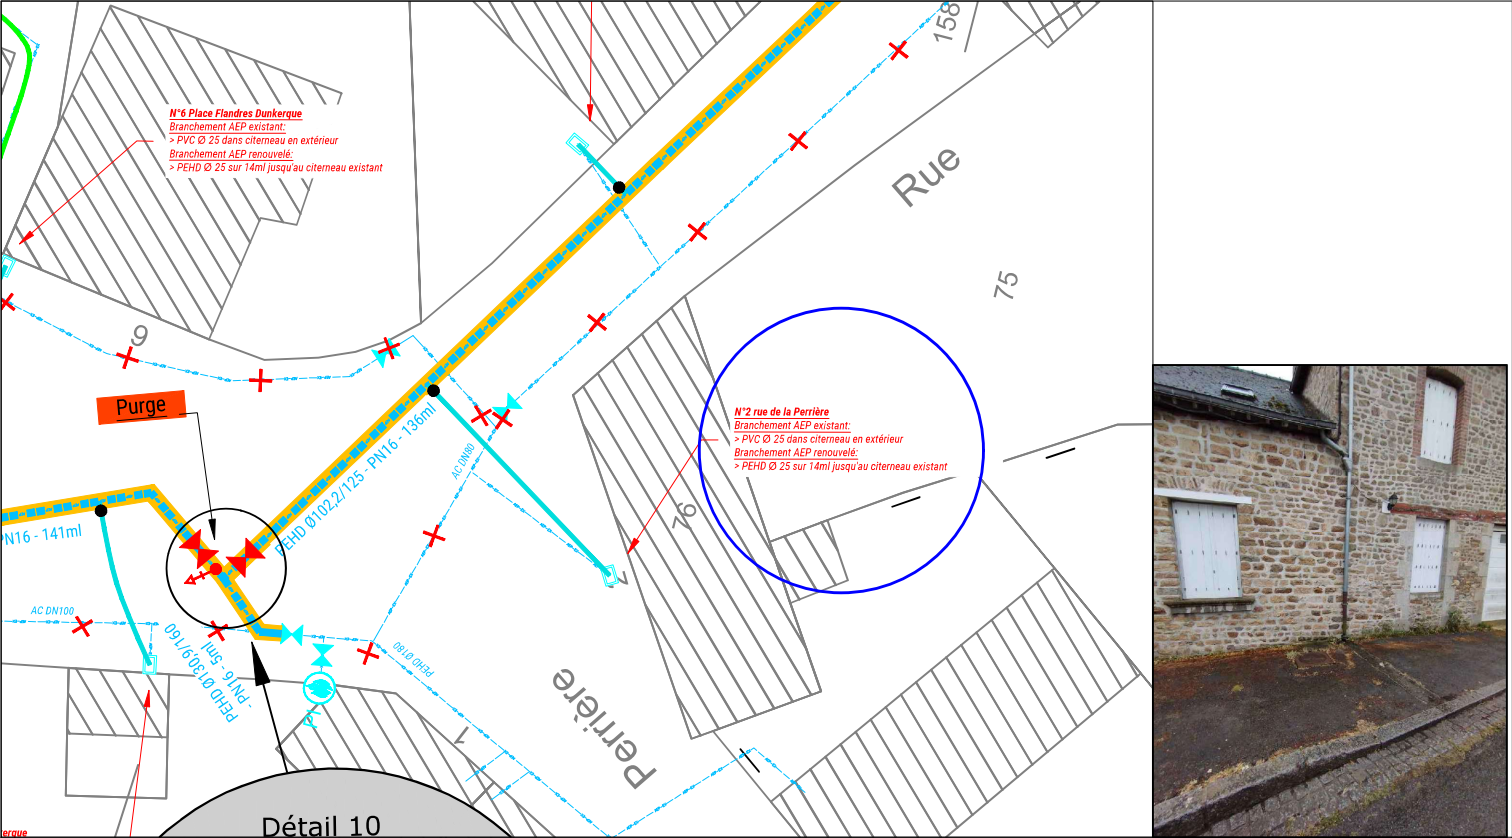 158
N°6 Place Flandres Dunkerque
Branchement AEP existant:
> PVC Ø 25 dans citerneau en extérieur
Branchement AEP renouvelé:
> PEHD Ø 25 sur 14ml jusqu'au citerneau existant
Rue
75
9
Purge
N°2 rue de la Perrière
Branchement AEP existant:
> PVC Ø 25 dans citerneau en extérieur
Branchement AEP renouvelé:
> PEHD Ø 25 sur 14ml jusqu'au citerneau existant
PEHD Ø102,2/125 - PN16 - 136ml
AC DN80
76
PN16 - 141ml
2
AC DN100
PEHD Ø130,9/160
- PN16 - 5ml
PEHD Ø180
Perrière
1
Détail 10
erque